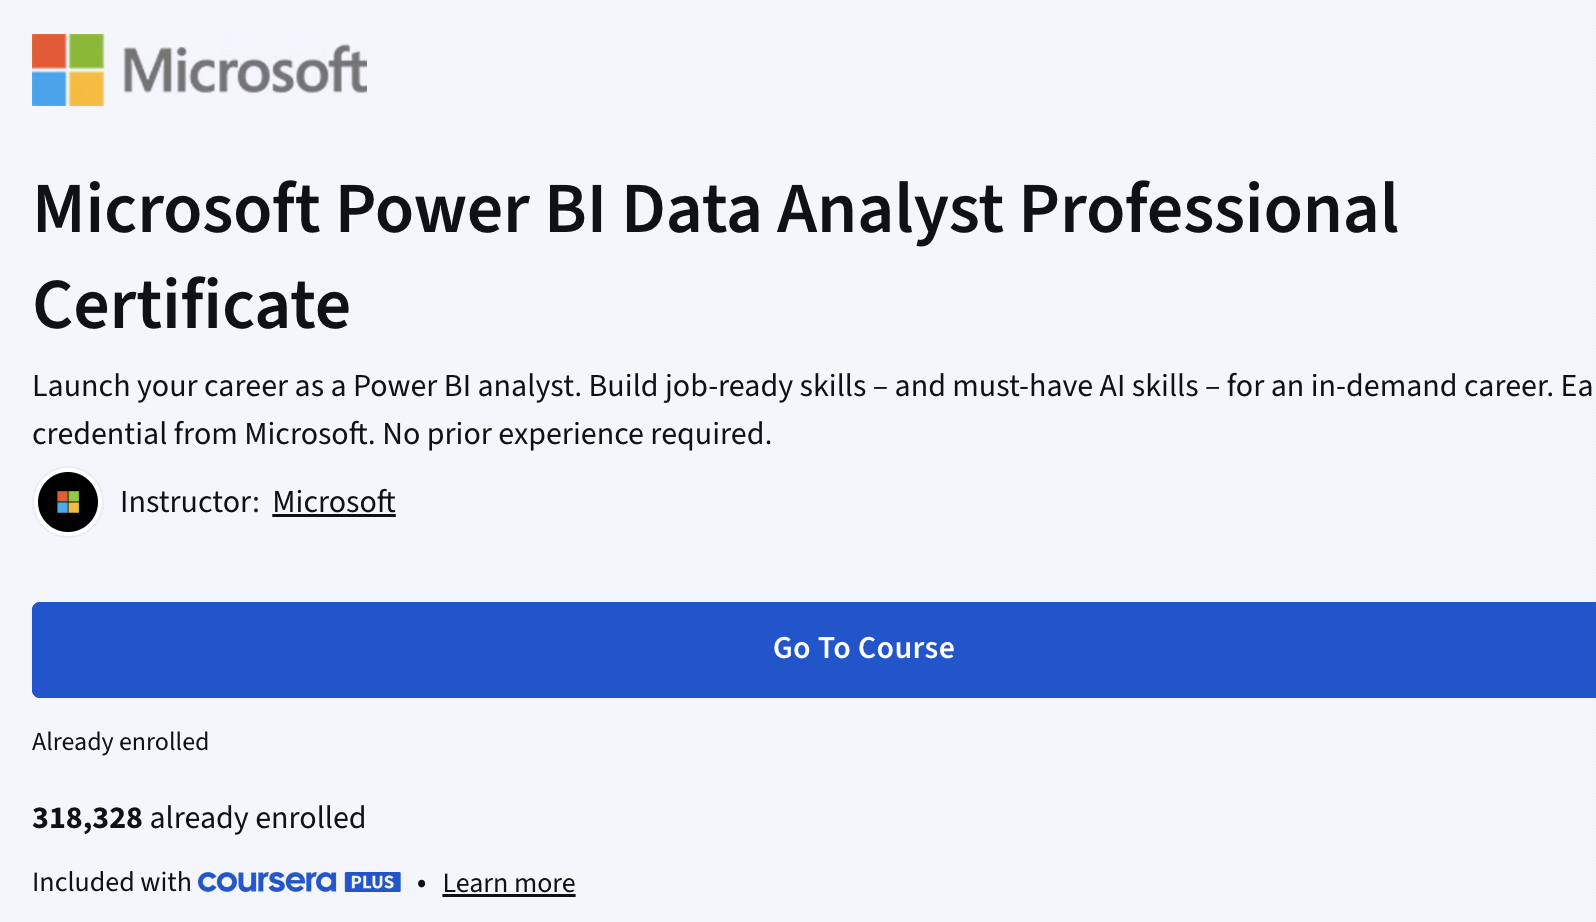 Microsoft
Microsoft Power BI Data Analyst Professional
Certificate
Launch your career as a Power BI analyst. Build job-ready skills – and must-have AI skills – for an in-demand career. Ea
credential from Microsoft. No prior experience required.
Instructor: Microsoft
Go To Course
Already enrolled
318,328 already enrolled
Included with coursera PLUS • Learn more